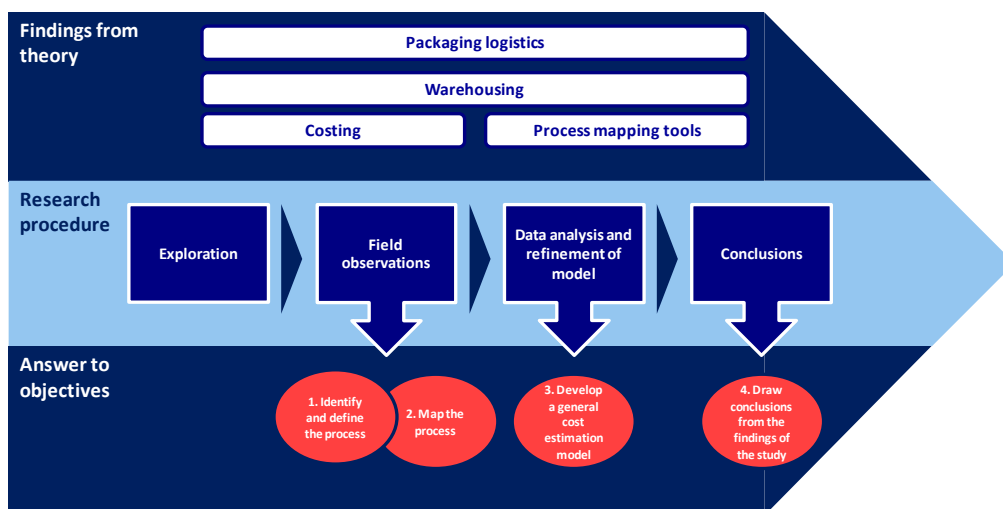 Findings from
theory
Packaging logistics
Warehousing
Costing
Process mapping tools
Research
procedure
Exploration
Field
observations
Data analysis and
refinement of
model
Conclusions
Answer to
objectives
1. Identify
and define
the process
2. Map the
process
3. Develop
a general
cost
estimation
model
4. Draw
conclusions
from the
findings of
the study